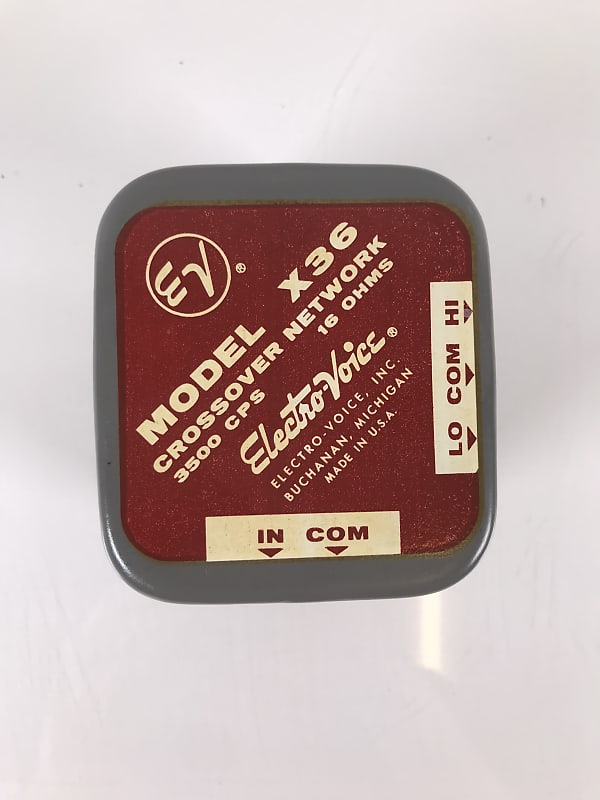 EV ®
MODEL X36
CROSSOVER NETWORK
3500 CPS 16 OHMS
Electro-Voice ®
ELECTRO-VOICE, INC.
BUCHANAN, MICHIGAN
MADE IN U.S.A.
LO COM HI
IN COM